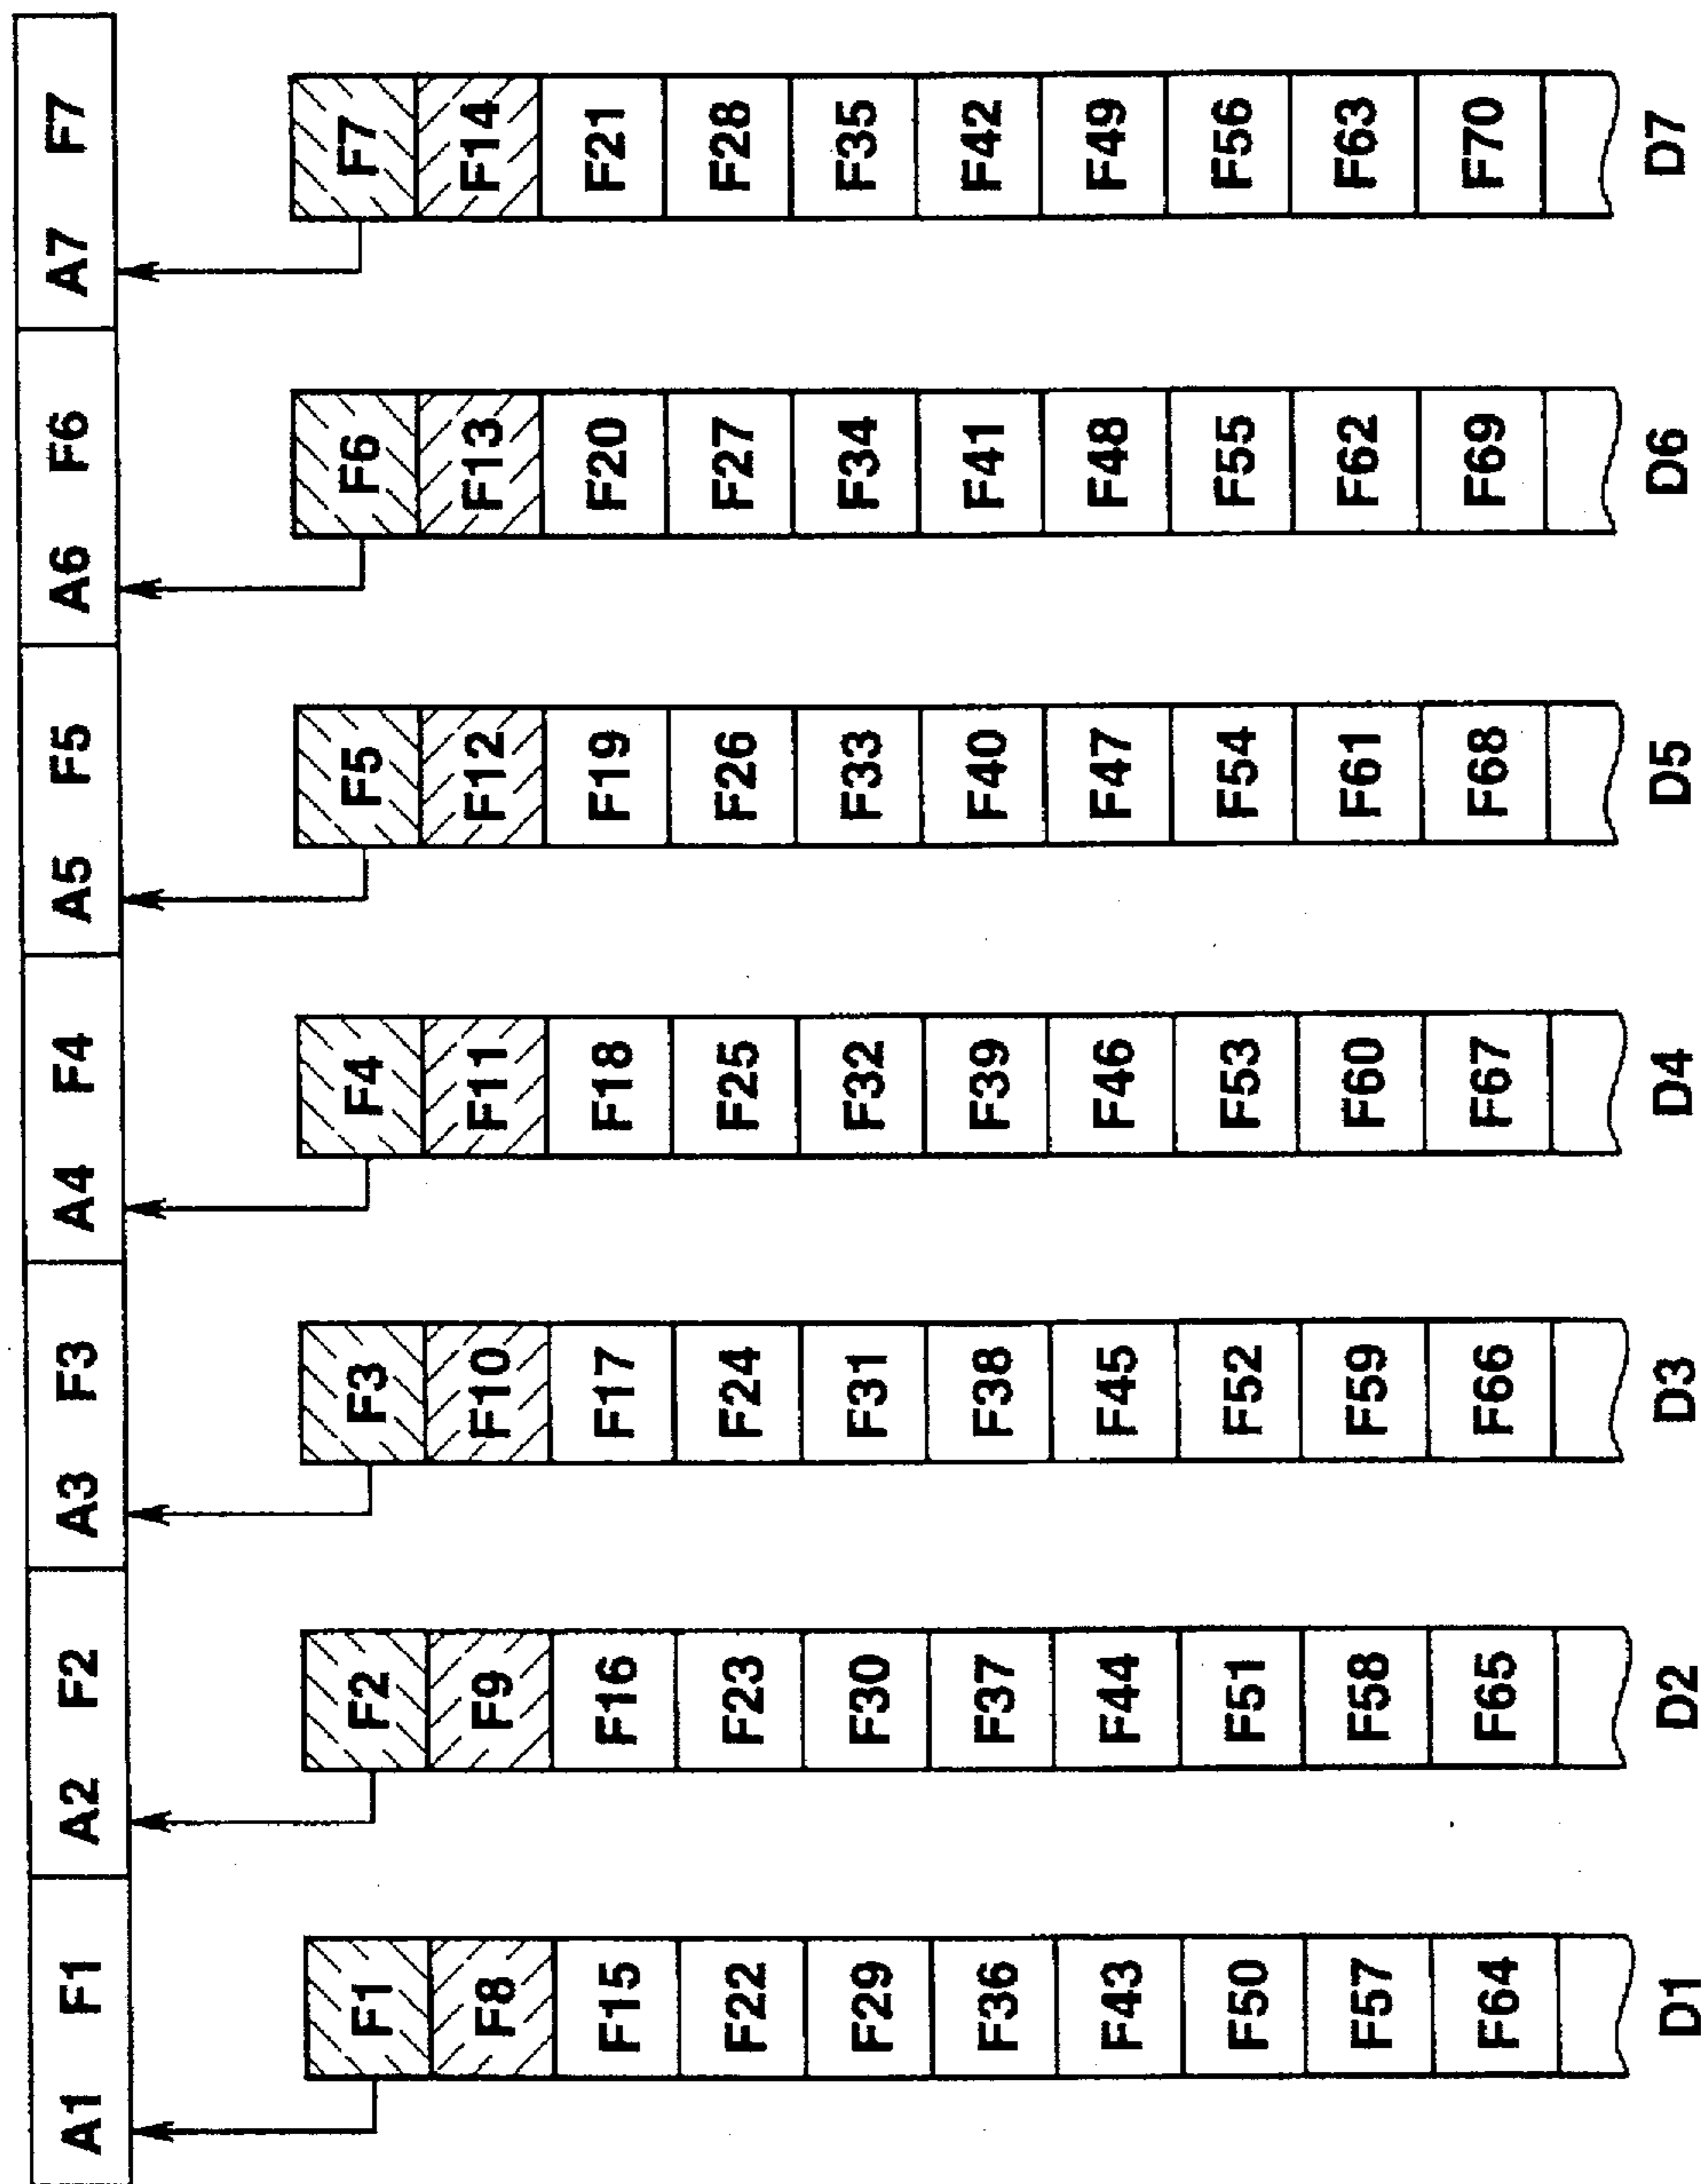 A1 F1 A2 F2 A3 F3 A4 F4 A5 F5 A6 F6 A7 F7
F1 F2 F3 F4 F5 F6 F7
F8 F9 F10 F11 F12 F13 F14
F15 F16 F17 F18 F19 F20 F21
F22 F23 F24 F25 F26 F27 F28
F29 F30 F31 F32 F33 F34 F35
F36 F37 F38 F39 F40 F41 F42
F43 F44 F45 F46 F47 F48 F49
F50 F51 F52 F53 F54 F55 F56
F57 F58 F59 F60 F61 F62 F63
F64 F65 F66 F67 F68 F69 F70
D1 D2 D3 D4 D5 D6 D7